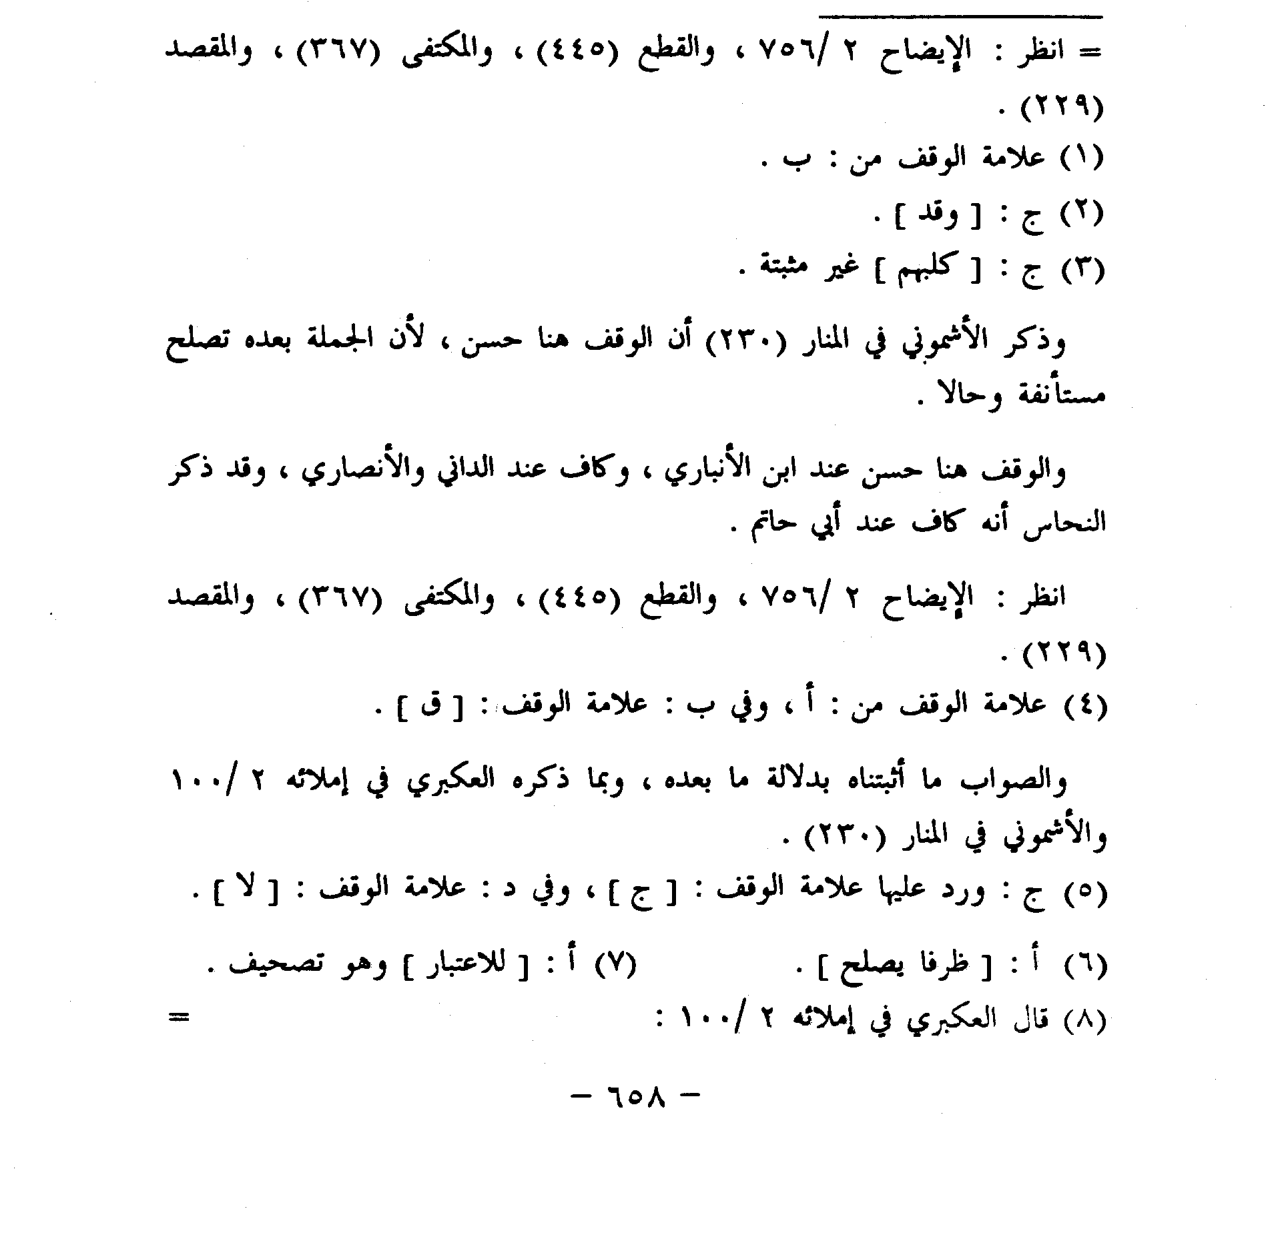 = انظر : الإيضاح ٢ /٧٥٦ ، والقطع (٤٤٥) ، والمكتفى (٣٦٧) ، والمقصد
(٢٢٩) .
(١) علامة الوقف من : ب .
(٢) ج : [ وقد ] .
(٣) ج : [ كلبهم ] غير مثبتة .
وذكر الأشموني في المنار (٢٣٠) أن الوقف هنا حسن ، لأن الجملة بعده تصلح
مستأنفة وحالا .
والوقف هنا حسن عند ابن الأنباري ، وكاف عند الداني والأنصاري ، وقد ذكر
النحاس أنه كاف عند أبي حاتم .
انظر : الإيضاح ٢ /٧٥٦ ، والقطع (٤٤٥) ، والمكتفى (٣٦٧) ، والمقصد
(٢٢٩) .
(٤) علامة الوقف من : أ ، وفي ب : علامة الوقف : [ ق ] .
والصواب ما أثبتناه بدلالة ما بعده ، وبما ذكره العكبري في إملائه ٢ /١٠٠
والأشموني في المنار (٢٣٠) .
(٥) ج : ورد عليها علامة الوقف : [ ج ] ، وفي د : علامة الوقف : [ لا ] .
(٦) أ : [ ظرفا يصلح ] . (٧) أ : [ للاعتبار ] وهو تصحيف .
(٨) قال العكبري في إملائه ٢ /١٠٠ : =
– ٦٥٨ –